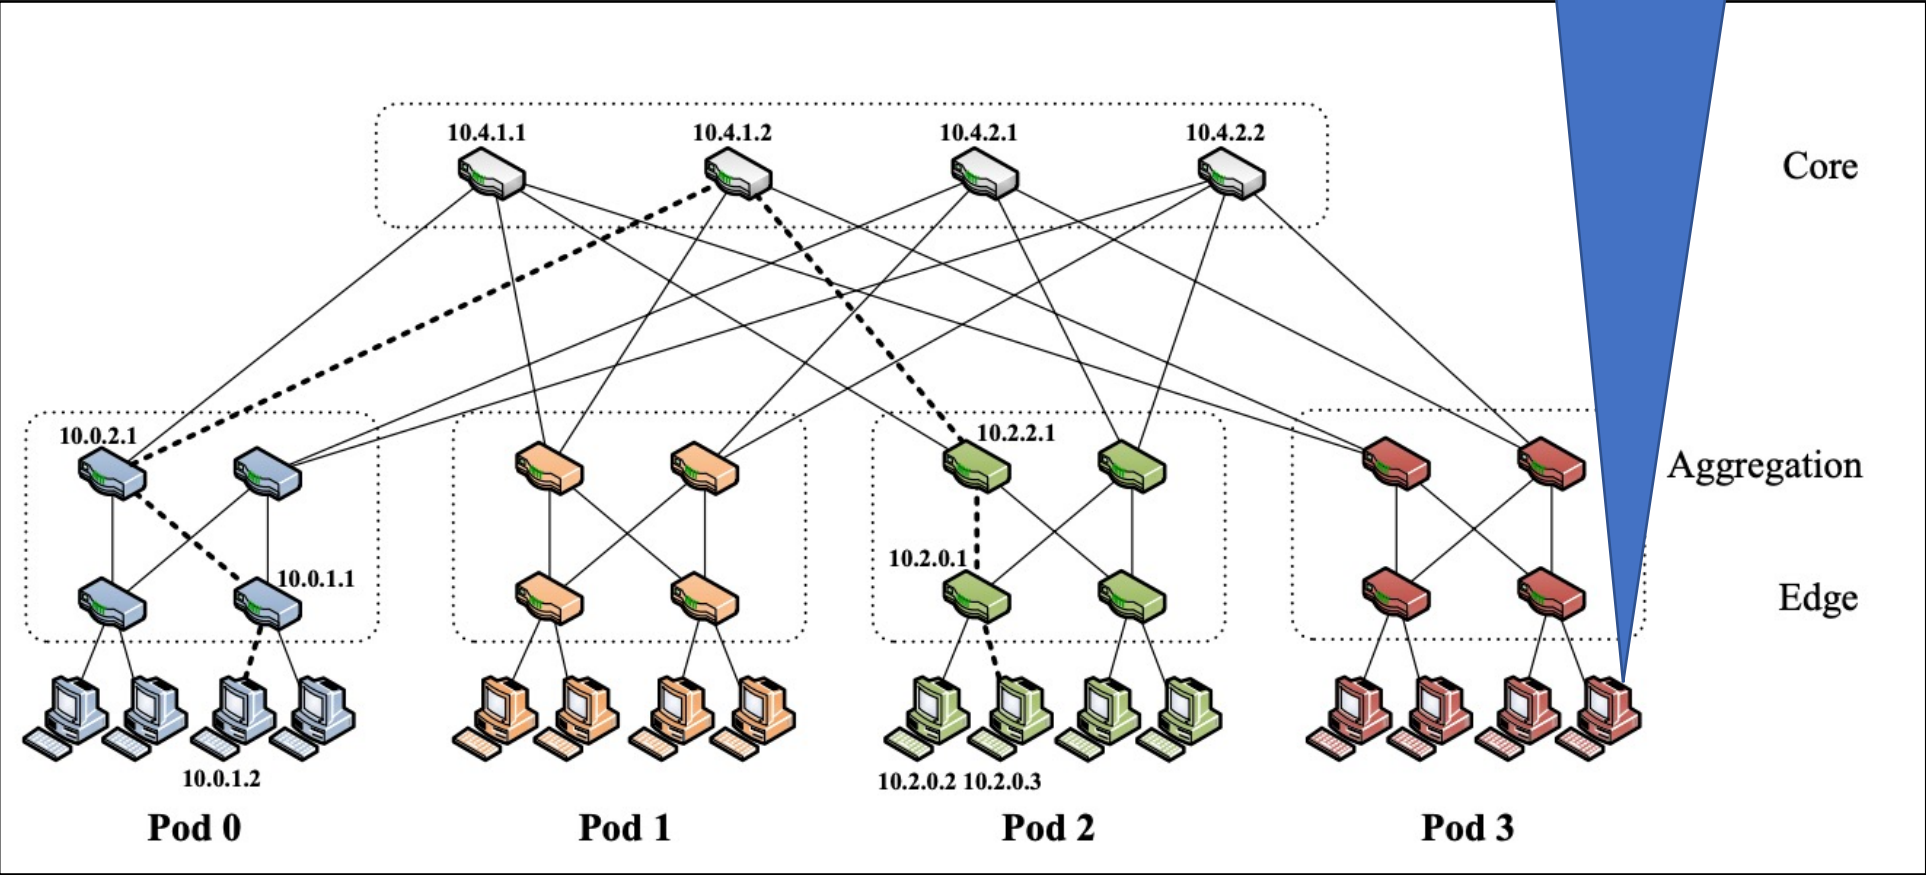 10.4.1.1 10.4.1.2 10.4.2.1 10.4.2.2
Core
10.0.2.1 10.2.2.1
Aggregation
10.2.0.1
10.0.1.1
Edge
10.0.1.2 10.2.0.2 10.2.0.3
Pod 0 Pod 1 Pod 2 Pod 3